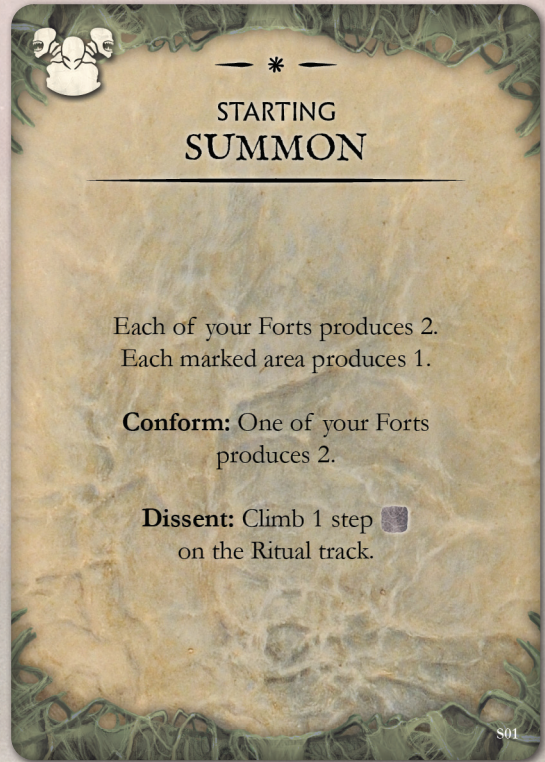 STARTING
SUMMON
Each of your Forts produces 2.
Each marked area produces 1.
Conform: One of your Forts
produces 2.
Dissent: Climb 1 step
on the Ritual track.
S01